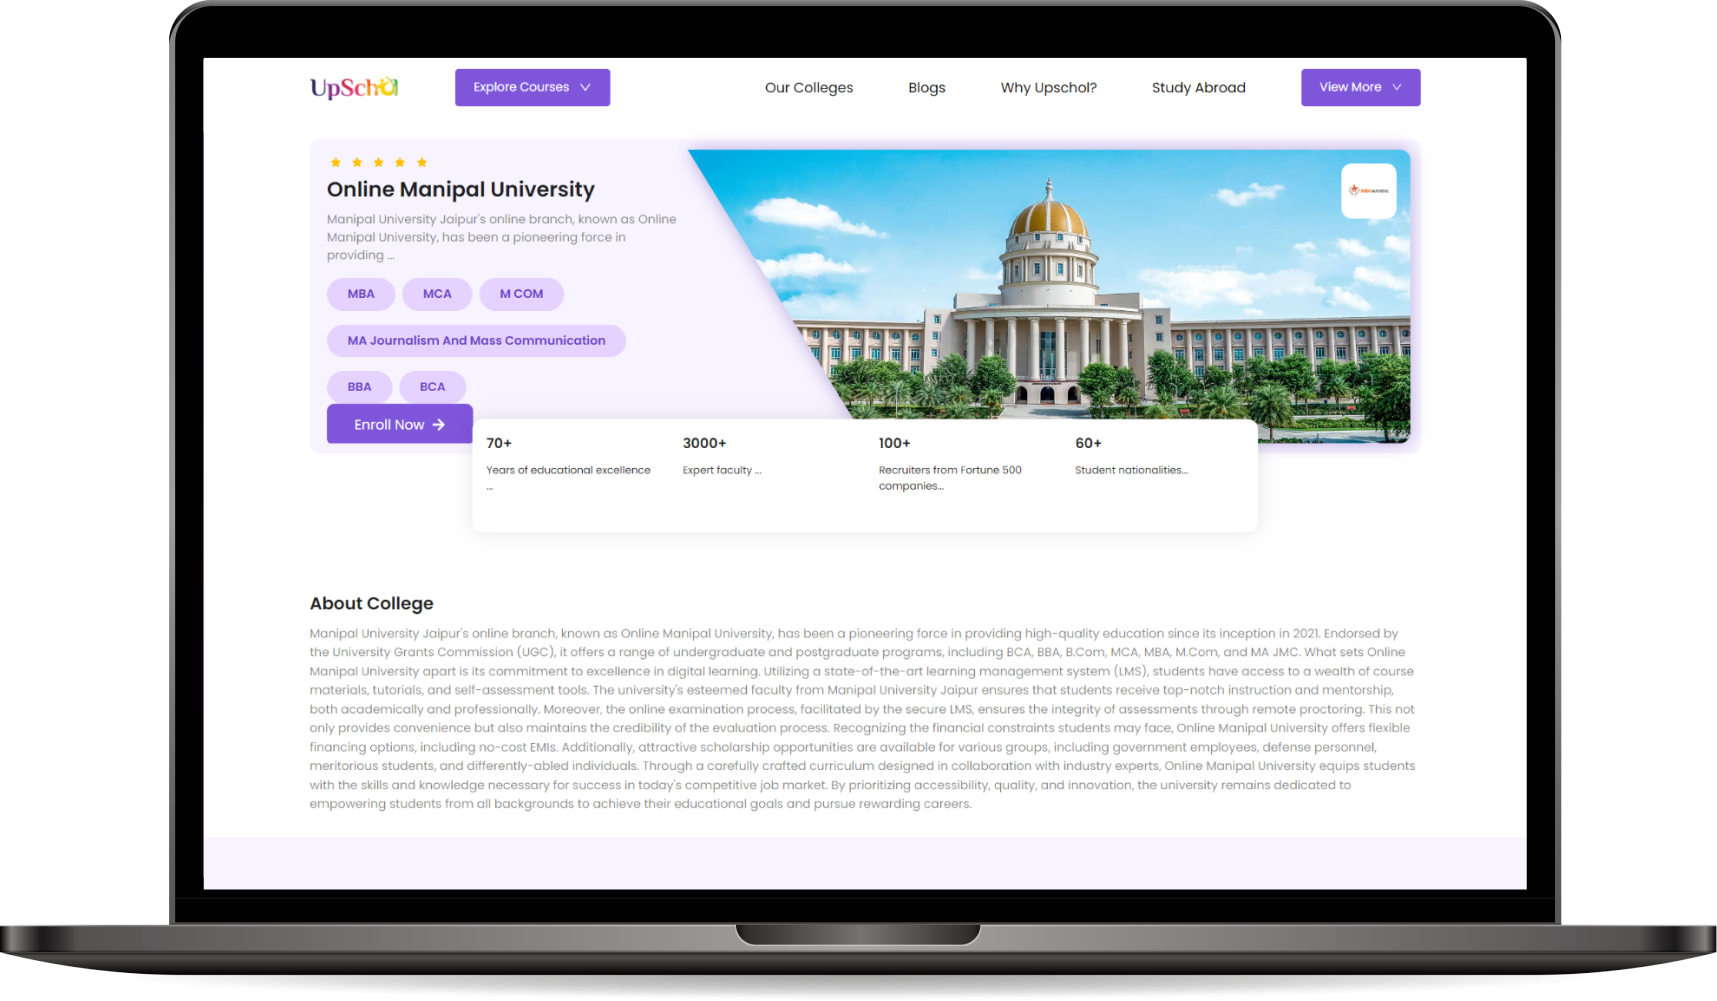 UpSchol
Explore Courses
Our Colleges
Blogs
Why Upschol?
Study Abroad
View More
Online Manipal University
Manipal University Jaipur's online branch, known as Online
Manipal University, has been a pioneering force in
providing ...
MBA
MCA
M COM
MA Journalism And Mass Communication
BBA
BCA
Enroll Now
70+
Years of educational excellence
...
3000+
Expert faculty ...
100+
Recruiters from Fortune 500
companies...
60+
Student nationalities...
About College
Manipal University Jaipur's online branch, known as Online Manipal University, has been a pioneering force in providing high-quality education since its inception in 2021. Endorsed by
the University Grants Commission (UGC), it offers a range of undergraduate and postgraduate programs, including BCA, BBA, B.Com, MCA, MBA, M.Com, and MA JMC. What sets Online
Manipal University apart is its commitment to excellence in digital learning. Utilizing a state-of-the-art learning management system (LMS), students have access to a wealth of course
materials, tutorials, and self-assessment tools. The university's esteemed faculty from Manipal University Jaipur ensures that students receive top-notch instruction and mentorship,
both academically and professionally. Moreover, the online examination process, facilitated by the secure LMS, ensures the integrity of assessments through remote proctoring. This not
only provides convenience but also maintains the credibility of the evaluation process. Recognizing the financial constraints students may face, Online Manipal University offers flexible
financing options, including no-cost EMIs. Additionally, attractive scholarship opportunities are available for various groups, including government employees, defense personnel,
meritorious students, and differently-abled individuals. Through a carefully crafted curriculum designed in collaboration with industry experts, Online Manipal University equips students
with the skills and knowledge necessary for success in today's competitive job market. By prioritizing accessibility, quality, and innovation, the university remains dedicated to
empowering students from all backgrounds to achieve their educational goals and pursue rewarding careers.